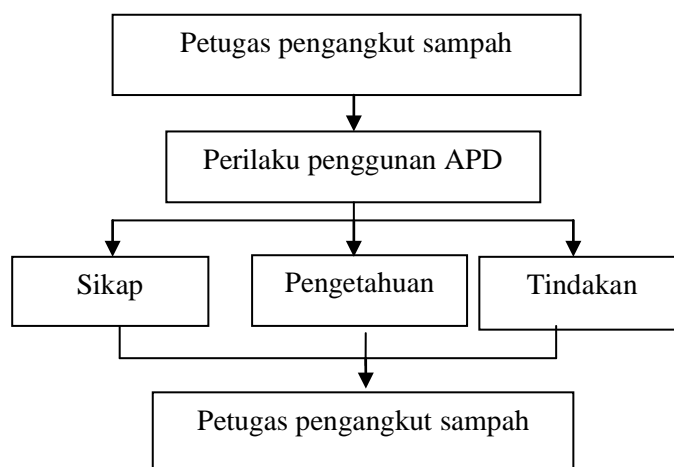 Petugas pengangkut sampah
Perilaku penggunan APD
Sikap
Pengetahuan
Tindakan
Petugas pengangkut sampah